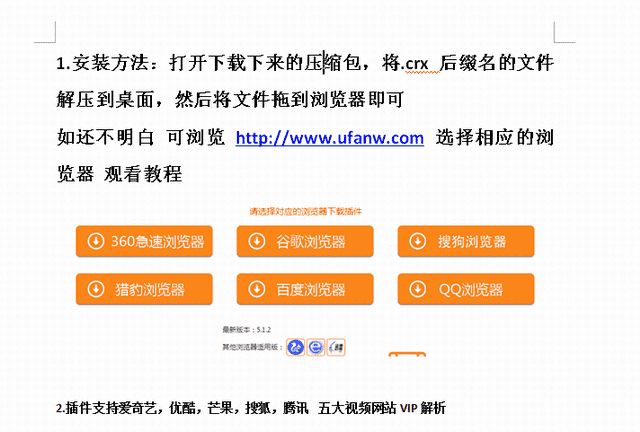 1.安装方法：打开下载下来的压缩包，将.crx 后缀名的文件
解压到桌面，然后将文件拖到浏览器即可
如还不明白 可浏览 http://www.ufanw.com 选择相应的浏
览器 观看教程
请选择对应的浏览器下载插件
360急速浏览器 谷歌浏览器 搜狗浏览器
猎豹浏览器 百度浏览器 QQ浏览器
最新版本：5.1.2
其他浏览器适用版：
2.插件支持爱奇艺，优酷，芒果，搜狐，腾讯 五大视频网站VIP解析